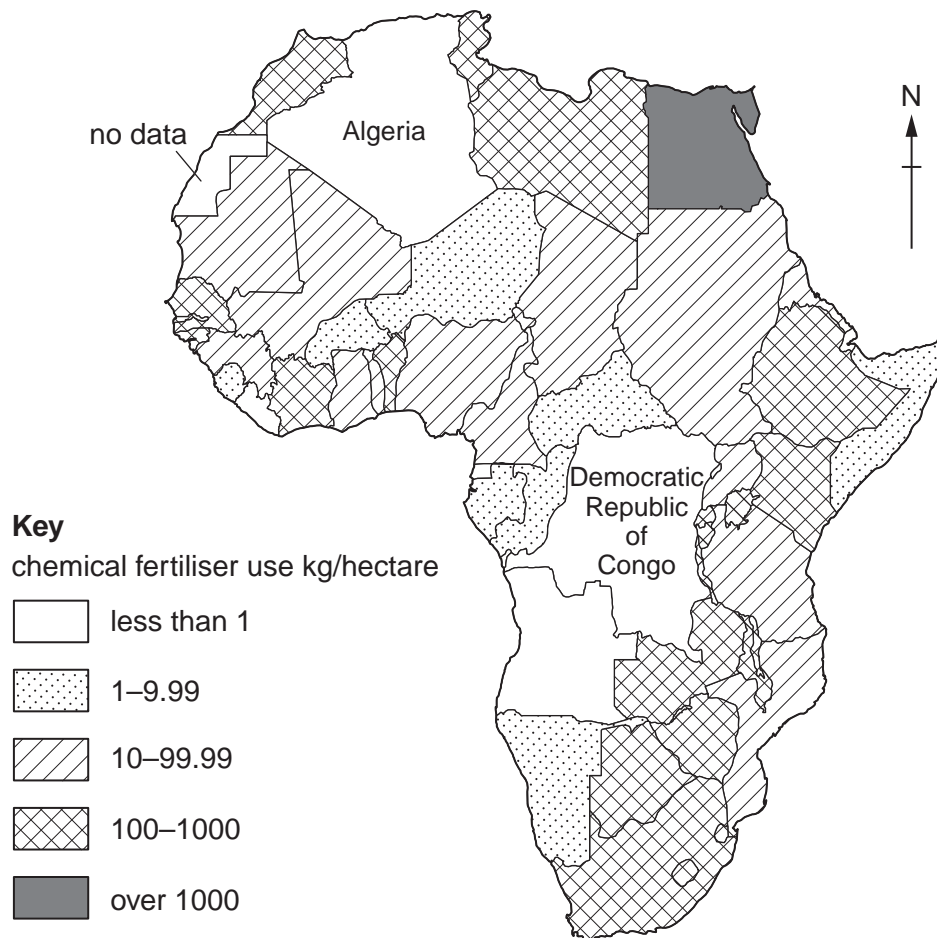 N
no data
Algeria
Democratic
Republic
of
Congo
Key
chemical fertiliser use kg/hectare
less than 1
1–9.99
10–99.99
100–1000
over 1000